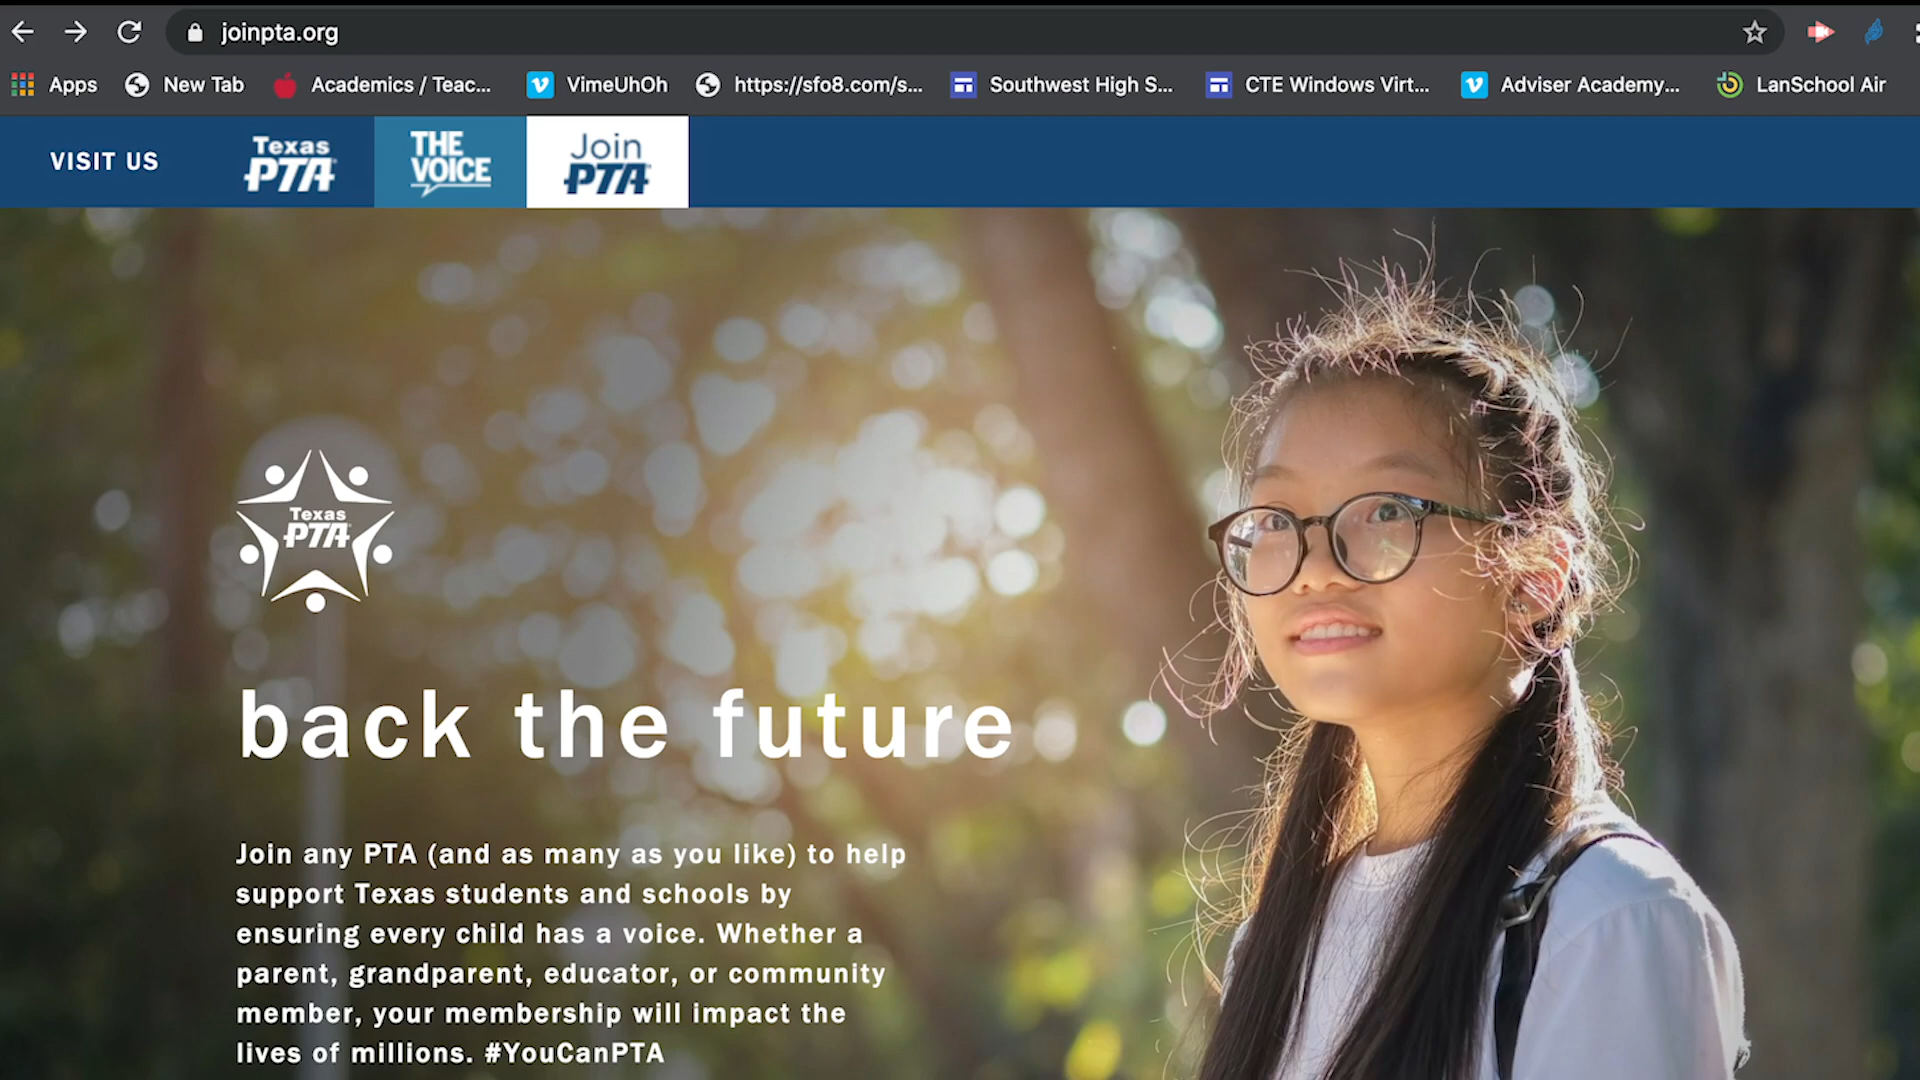 joinpta.org
Apps New Tab Academics / Teac... VimeUhOh https://sfo8.com/s... Southwest High S... CTE Windows Virt... Adviser Academy... LanSchool Air
VISIT US
Texas
PTA
THE
VOICE
Join
PTA
Texas
PTA
back the future
Join any PTA (and as many as you like) to help
support Texas students and schools by
ensuring every child has a voice. Whether a
parent, grandparent, educator, or community
member, your membership will impact the
lives of millions. #YouCanPTA